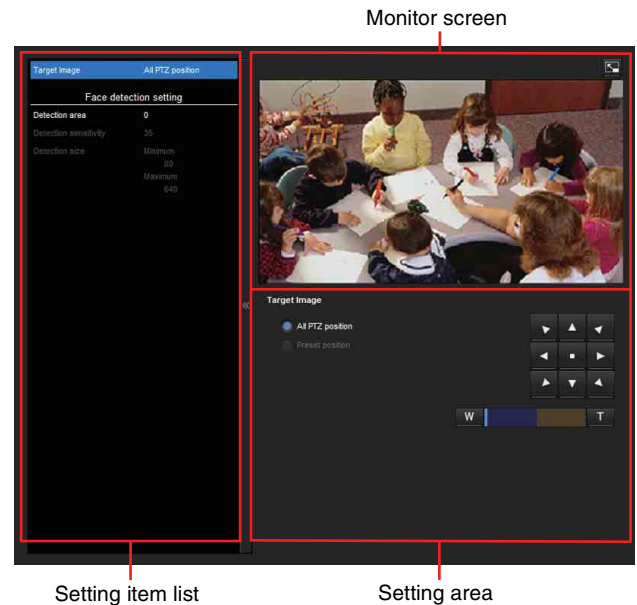 Monitor screen
Target Image All PTZ position
Face detection setting
Detection area 0
Detection sensitivity 35
Detection size Minimum
80
Maximum
640
«
Target Image
All PTZ position
Preset position
W T
Setting item list
Setting area